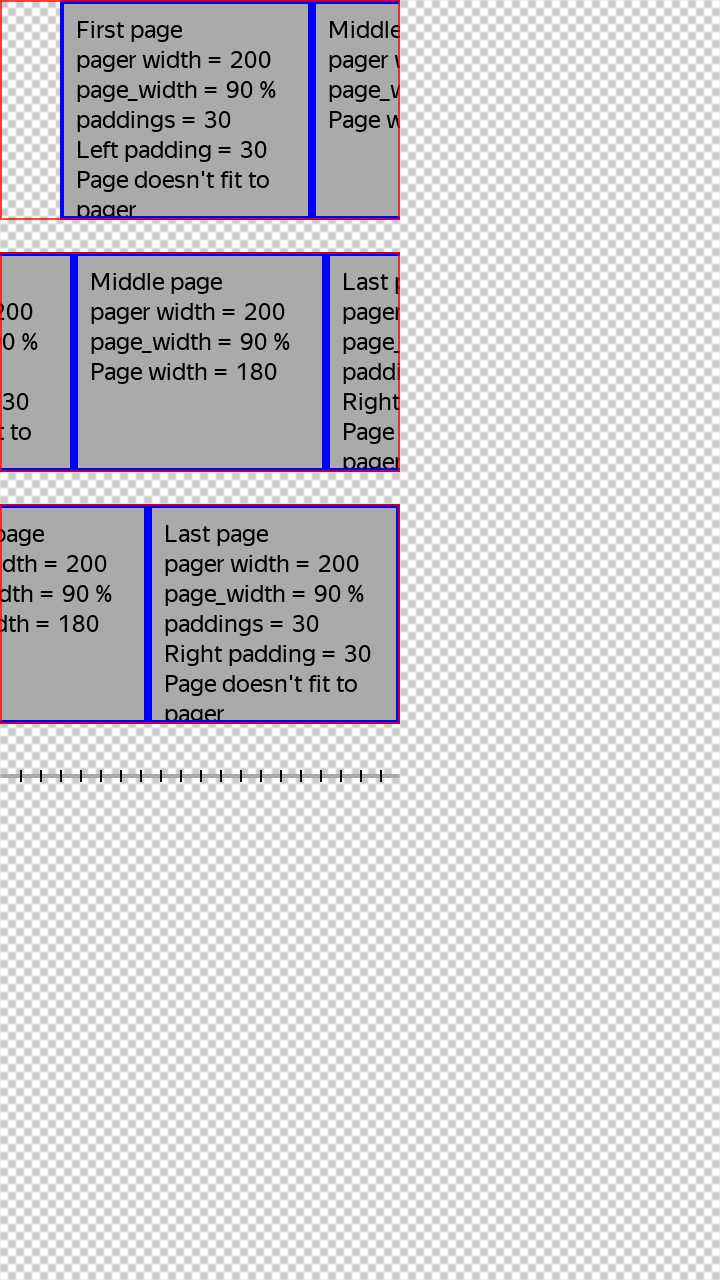 First page
pager width = 200
page_width = 90 %
paddings = 30
Left padding = 30
Page doesn't fit to
pager
Middle
pager
page_
Page
200
0 %
30
to
Middle page
pager width = 200
page_width = 90 %
Page width = 180
Last
pager
page_
paddi
Right
Page
pager
page
dth = 200
dth = 90 %
dth = 180
Last page
pager width = 200
page_width = 90 %
paddings = 30
Right padding = 30
Page doesn't fit to
pager